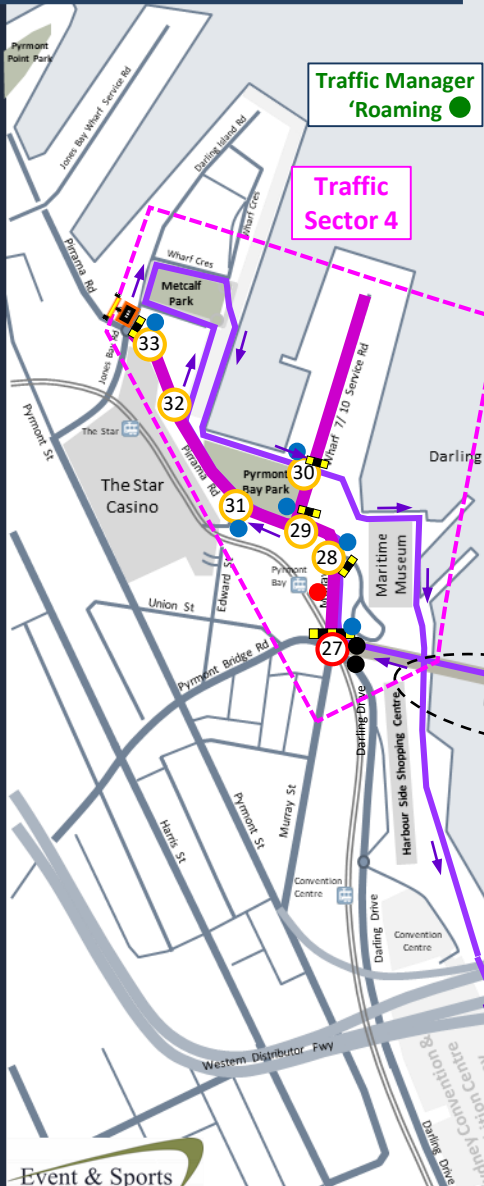 Pyrmont
Point Park
Jones Bay Wharf Service Rd
Traffic Manager
‘Roaming
Darling Island Rd
Traffic
Sector 4
Wharf Cres
Wharf Cres
Pirrama Rd
Metcalf
Park
33
Jones Bay Rd
32
Wharf 7/ 10 Service Rd
Pyrmont St
The Star
Pirrama Rd
30
Darling
Pyrmont
Bay Park
The Star
Casino
31
29
28
Maritime
Museum
Edward St
Pyrmont
Bay
Union St
27
Pyrmont Bridge Rd
Darling Drive
Harbour Side Shopping Centre
Murray St
Pyrmont St
Harris St
Convention
Centre
Darling Drive
Convention
Centre
Western Distributor Fwy
Convention &
Centre
Darling Drive
Event & Sports